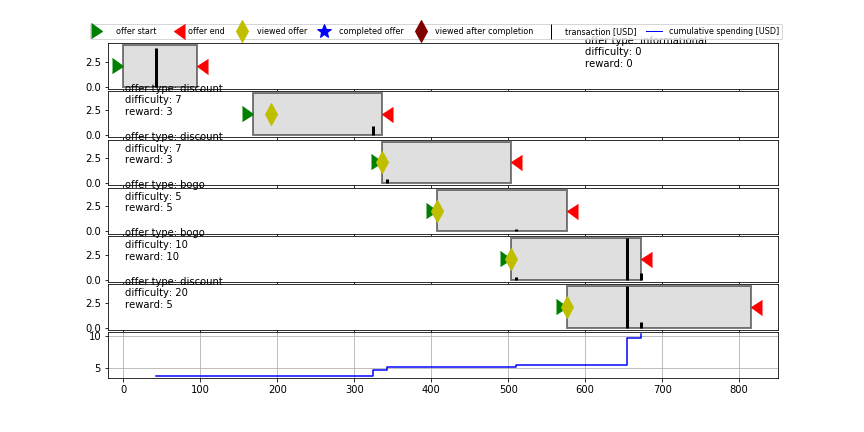 offer start offer end viewed offer completed offer viewed after completion transaction [USD] cumulative spending [USD]
offer type: informational
difficulty: 0
reward: 0
2.5
0.0
offer type: discount
difficulty: 7
reward: 3
2.5
0.0
offer type: discount
difficulty: 7
reward: 3
2.5
0.0
offer type: bogo
difficulty: 5
reward: 5
2.5
0.0
offer type: bogo
difficulty: 10
reward: 10
2.5
0.0
offer type: discount
difficulty: 20
reward: 5
2.5
0.0
10
5
0 100 200 300 400 500 600 700 800